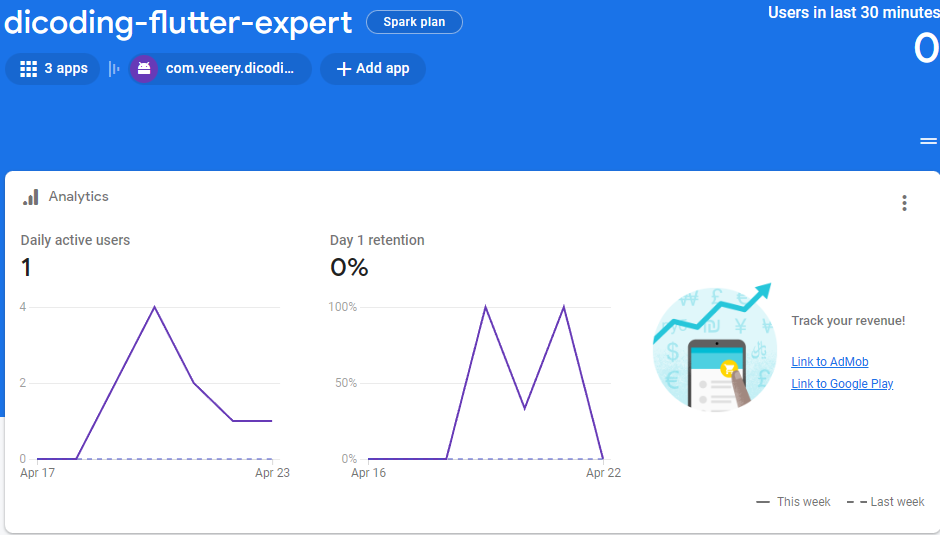 dicoding-flutter-expert Spark plan
Users in last 30 minutes
0
3 apps com.veeery.dicodi... + Add app
Analytics
Daily active users
1
4
2
0
Apr 17 Apr 23
Day 1 retention
0%
100%
50%
0%
Apr 16 Apr 22
Track your revenue!
Link to AdMob
Link to Google Play
This week Last week